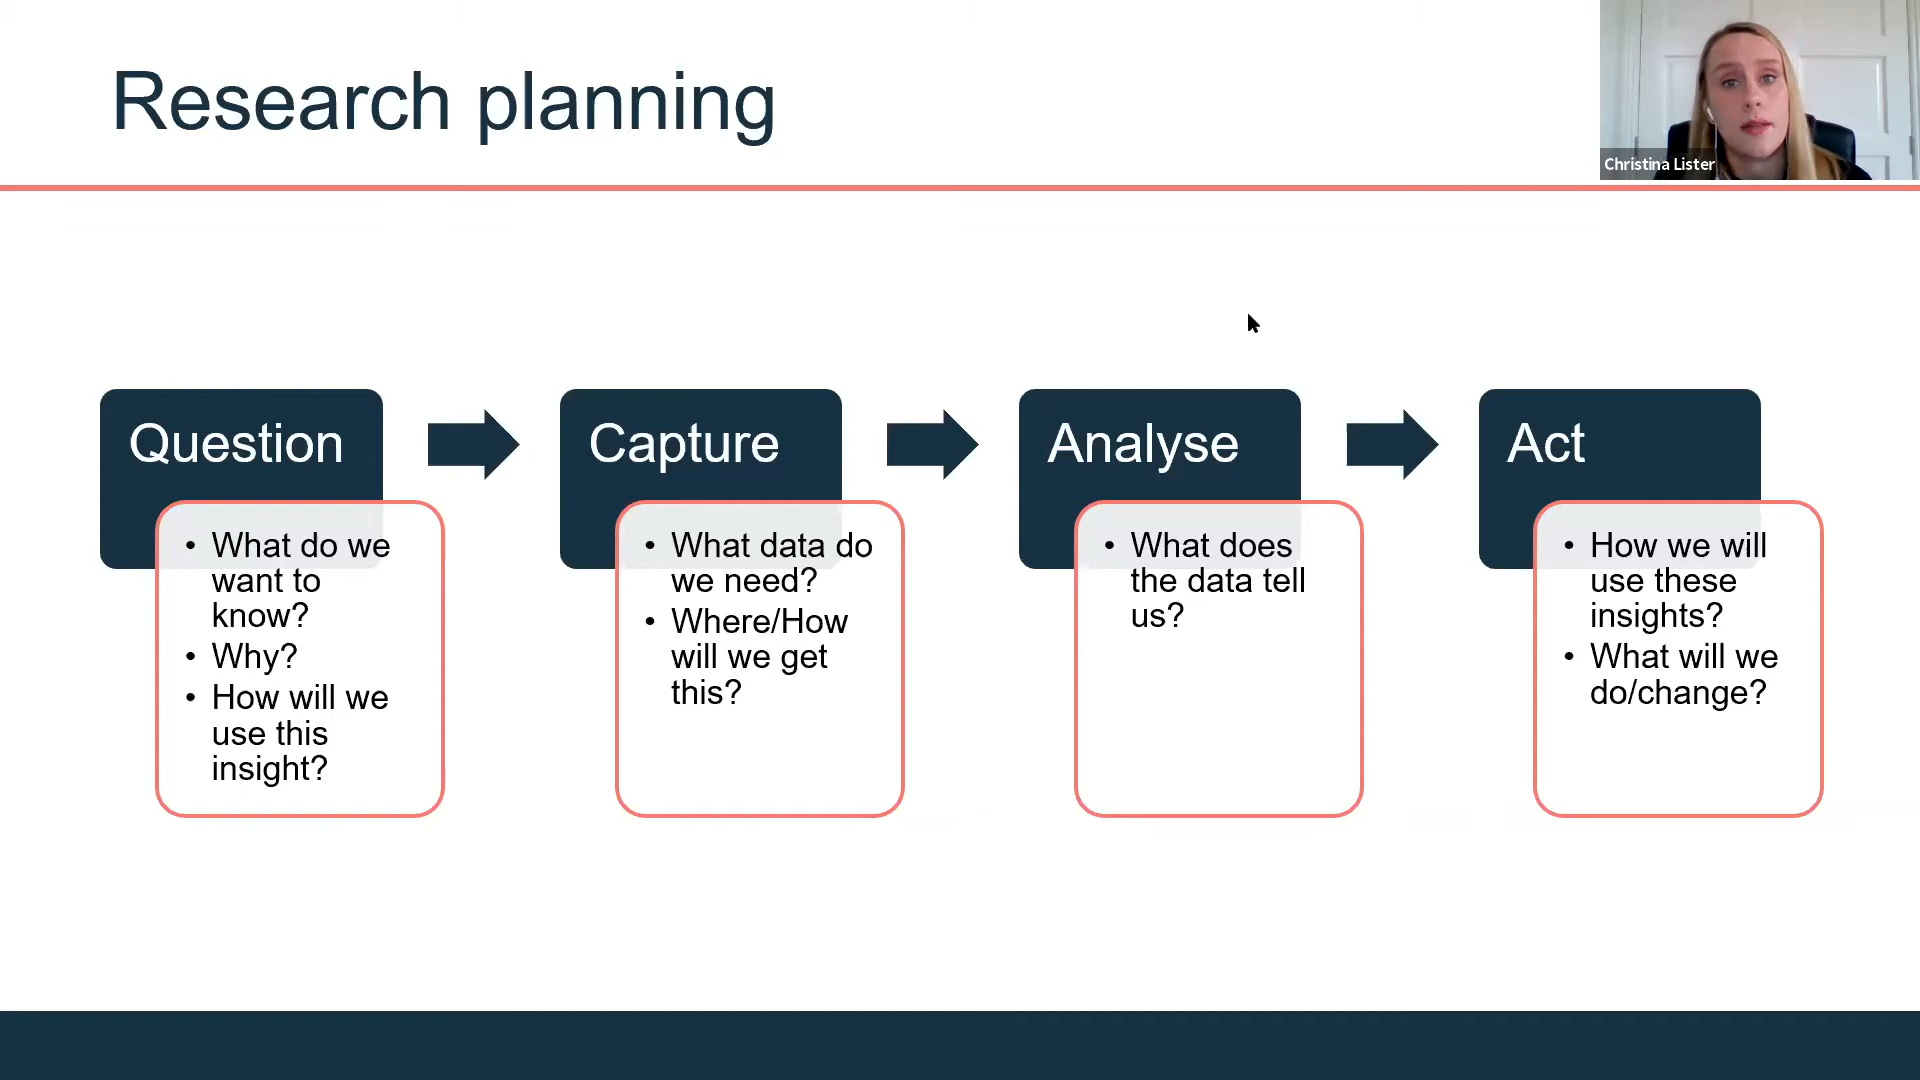 Research planning
Christina Lister
Question
• What do we
want to
know?
• Why?
• How will we
use this
insight?
Capture
• What data do
we need?
• Where/How
will we get
this?
Analyse
• What does
the data tell
us?
Act
• How we will
use these
insights?
• What will we
do/change?